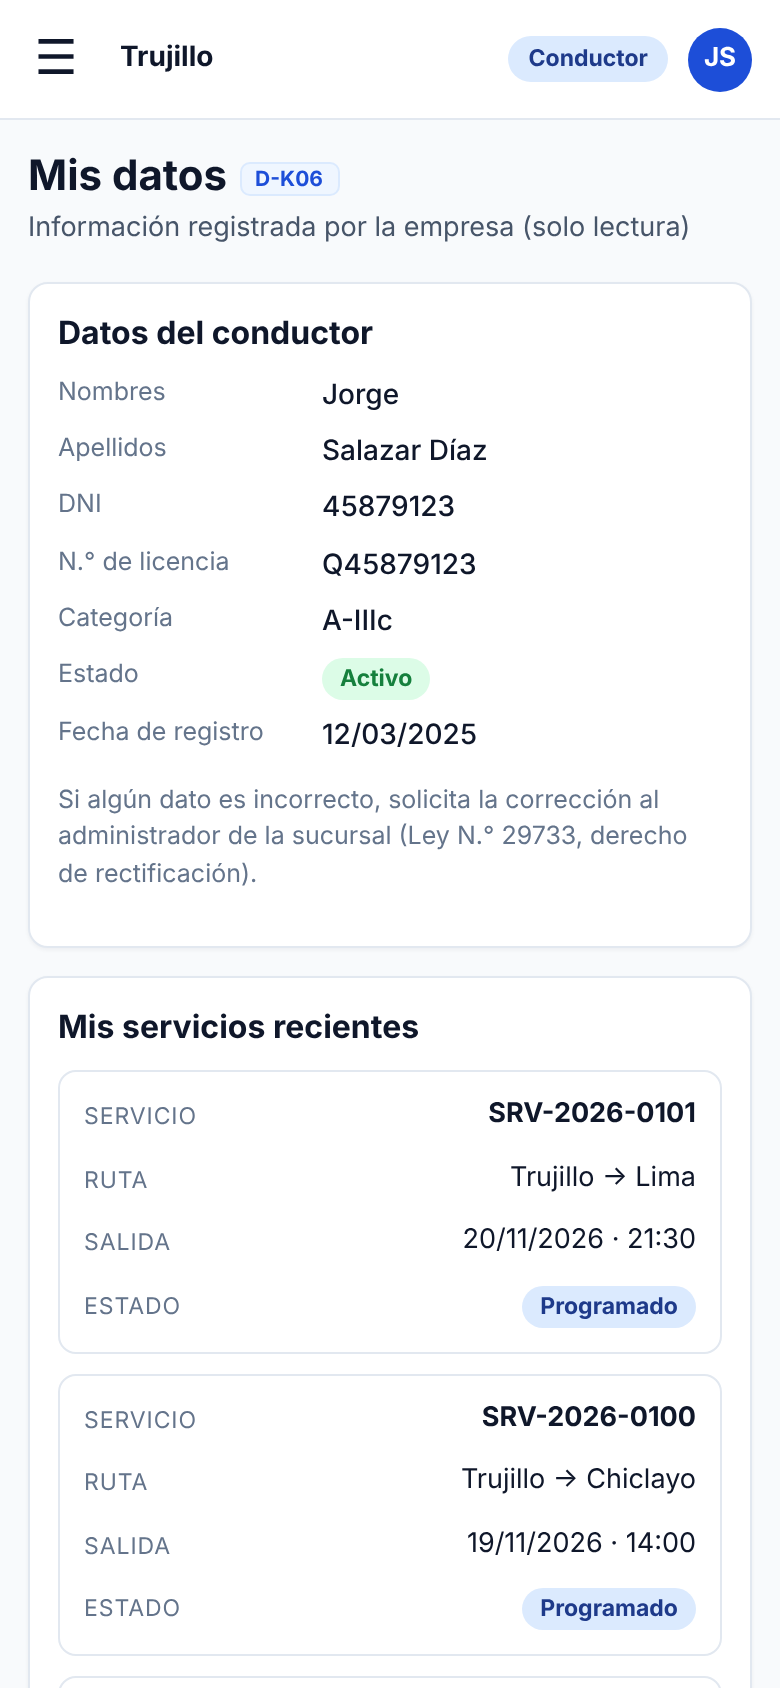 Trujillo
Conductor
JS
Mis datos D-K06
Información registrada por la empresa (solo lectura)
Datos del conductor
Nombres Jorge
Apellidos Salazar Díaz
DNI 45879123
N.° de licencia Q45879123
Categoría A-IIIc
Estado Activo
Fecha de registro 12/03/2025
Si algún dato es incorrecto, solicita la corrección al
administrador de la sucursal (Ley N.° 29733, derecho
de rectificación).
Mis servicios recientes
SERVICIO SRV-2026-0101
RUTA Trujillo → Lima
SALIDA 20/11/2026 · 21:30
ESTADO Programado
SERVICIO SRV-2026-0100
RUTA Trujillo → Chiclayo
SALIDA 19/11/2026 · 14:00
ESTADO Programado